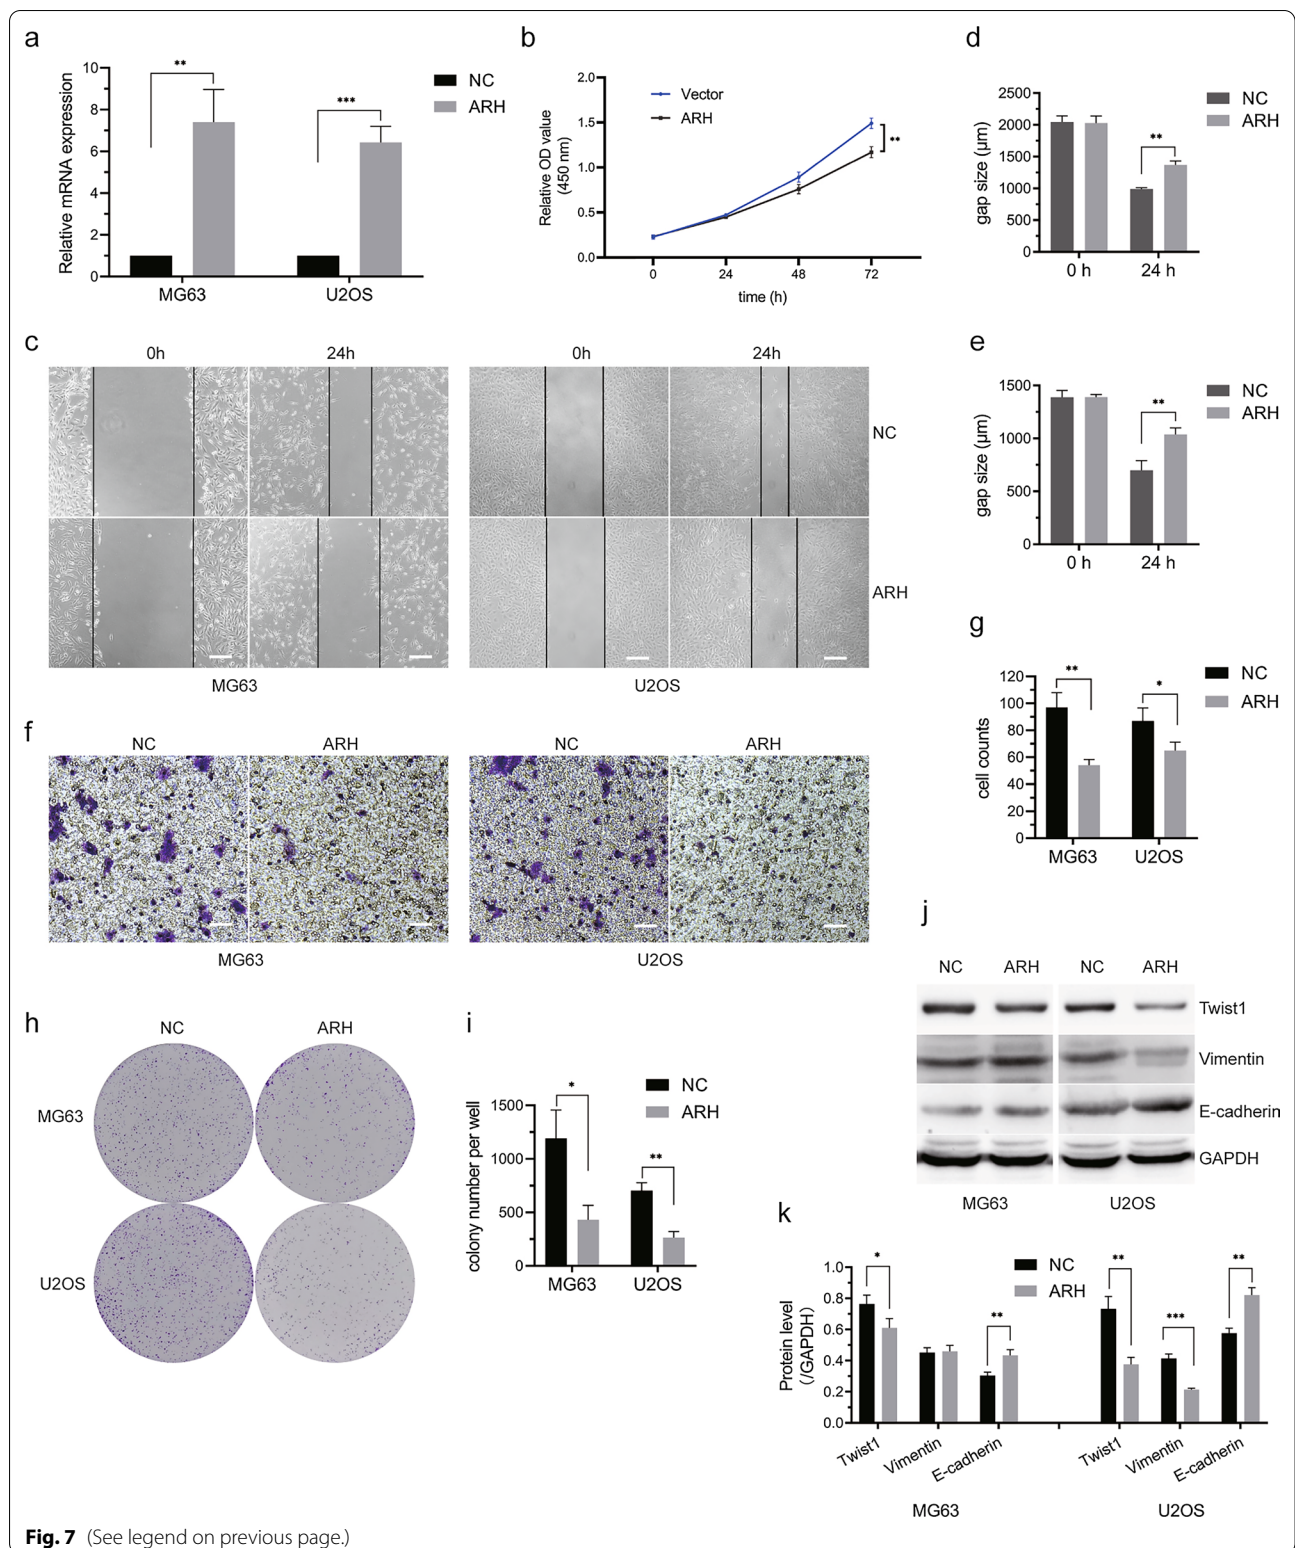 a
10
8
6
4
2
0
Relative mRNA expression
**
***
MG63
U2OS
NC
ARH
b
2.0
1.5
1.0
0.5
0.0
Relative OD value
(450 nm)
Vector
ARH
**
0
24
48
72
time (h)
d
2500
2000
1500
1000
500
0
gap size (µm)
**
0 h
24 h
NC
ARH
c
0h
24h
0h
24h
NC
ARH
MG63
U2OS
e
1500
1000
500
0
gap size (µm)
**
0 h
24 h
NC
ARH
f
NC
ARH
NC
ARH
MG63
U2OS
g
120
100
80
60
40
20
0
cell counts
**
*
MG63
U2OS
NC
ARH
h
NC
ARH
MG63
U2OS
i
1500
1000
500
0
colony number per well
*
**
MG63
U2OS
NC
ARH
j
NC
ARH
NC
ARH
Twist1
Vimentin
E-cadherin
GAPDH
MG63
U2OS
k
1.0
0.8
0.6
0.4
0.2
0.0
Protein level
(/GAPDH)
*
**
**
***
**
NC
ARH
Twist1
Vimentin
E-cadherin
Twist1
Vimentin
E-cadherin
MG63
U2OS
Fig. 7 (See legend on previous page.)